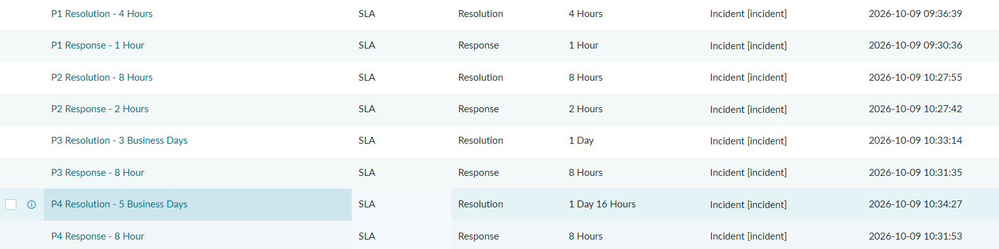 P1 Resolution - 4 Hours SLA Resolution 4 Hours Incident [incident] 2026-10-09 09:36:39
P1 Response - 1 Hour SLA Response 1 Hour Incident [incident] 2026-10-09 09:30:36
P2 Resolution - 8 Hours SLA Resolution 8 Hours Incident [incident] 2026-10-09 10:27:55
P2 Response - 2 Hours SLA Response 2 Hours Incident [incident] 2026-10-09 10:27:42
P3 Resolution - 3 Business Days SLA Resolution 1 Day Incident [incident] 2026-10-09 10:33:14
P3 Response - 8 Hour SLA Response 8 Hours Incident [incident] 2026-10-09 10:31:35
P4 Resolution - 5 Business Days SLA Resolution 1 Day 16 Hours Incident [incident] 2026-10-09 10:34:27
P4 Response - 8 Hour SLA Response 8 Hours Incident [incident] 2026-10-09 10:31:53